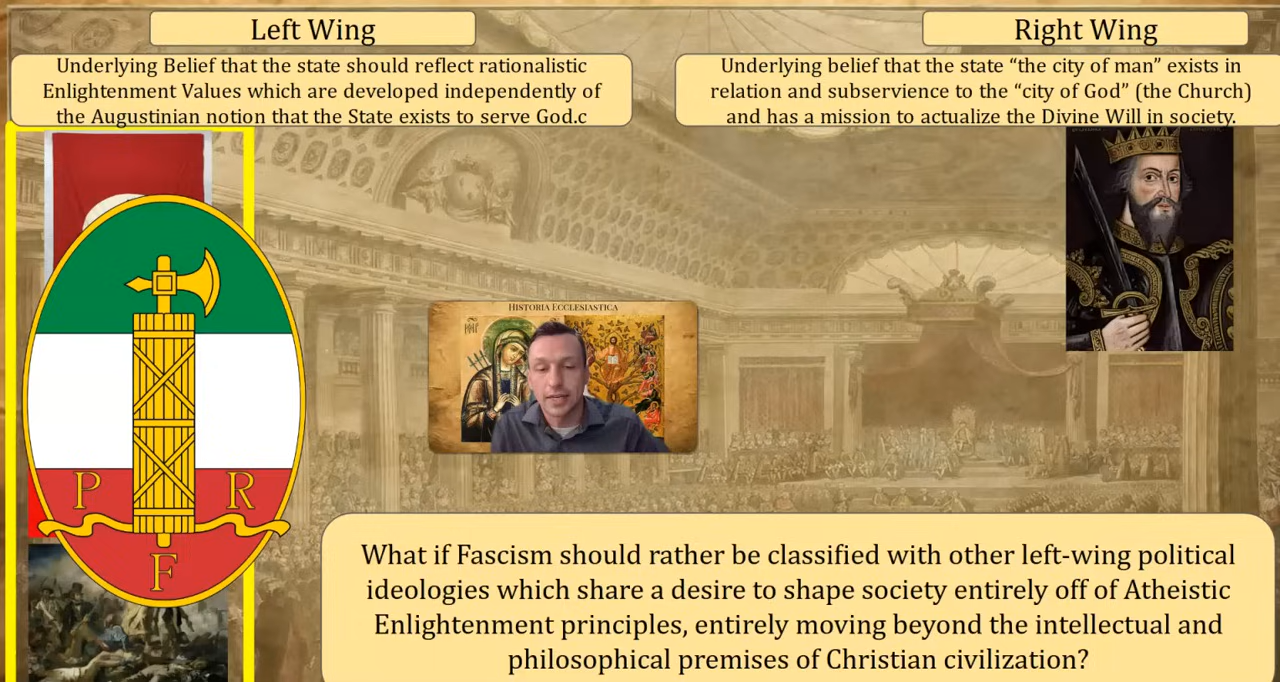 Left Wing
Right Wing
Underlying Belief that the state should reflect rationalistic
Enlightenment Values which are developed independently of
the Augustinian notion that the State exists to serve God.c
Underlying belief that the state “the city of man” exists in
relation and subservience to the “city of God” (the Church)
and has a mission to actualize the Divine Will in society.
HISTORIA ECCLESIASTICA
P R
F
What if Fascism should rather be classified with other left-wing political
ideologies which share a desire to shape society entirely off of Atheistic
Enlightenment principles, entirely moving beyond the intellectual and
philosophical premises of Christian civilization?